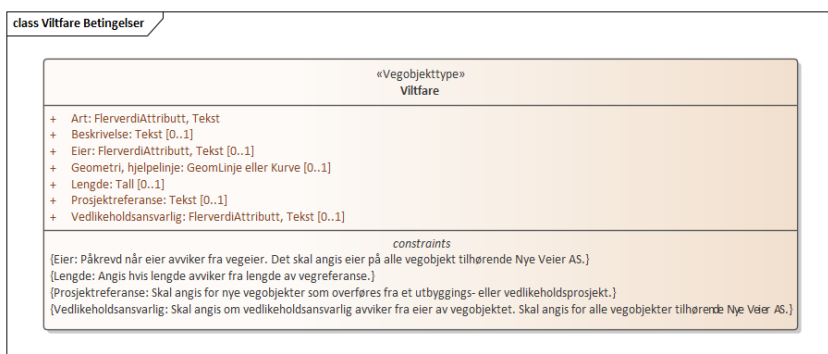 class Viltfare Betingelser
«Vegobjekttype»
Viltfare
+ Art: FlerverdiAttributt, Tekst
+ Beskrivelse: Tekst [0..1]
+ Eier: FlerverdiAttributt, Tekst [0..1]
+ Geometri, hjelpelinje: GeomLinje eller Kurve [0..1]
+ Lengde: Tall [0..1]
+ Prosjektreferanse: Tekst [0..1]
+ Vedlikeholdsansvarlig: FlerverdiAttributt, Tekst [0..1]
constraints
{Eier: Påkrevd når eier avviker fra vegeier. Det skal angis eier på alle vegobjekt tilhørende Nye Veier AS.}
{Lengde: Angis hvis lengde avviker fra lengde av vegreferanse.}
{Prosjektreferanse: Skal angis for nye vegobjekter som overføres fra et utbyggings- eller vedlikeholdsprosjekt.}
{Vedlikeholdsansvarlig: Skal angis om vedlikeholdsansvarlig avviker fra eier av vegobjektet. Skal angis for alle vegobjekter tilhørende Nye Veier AS.}